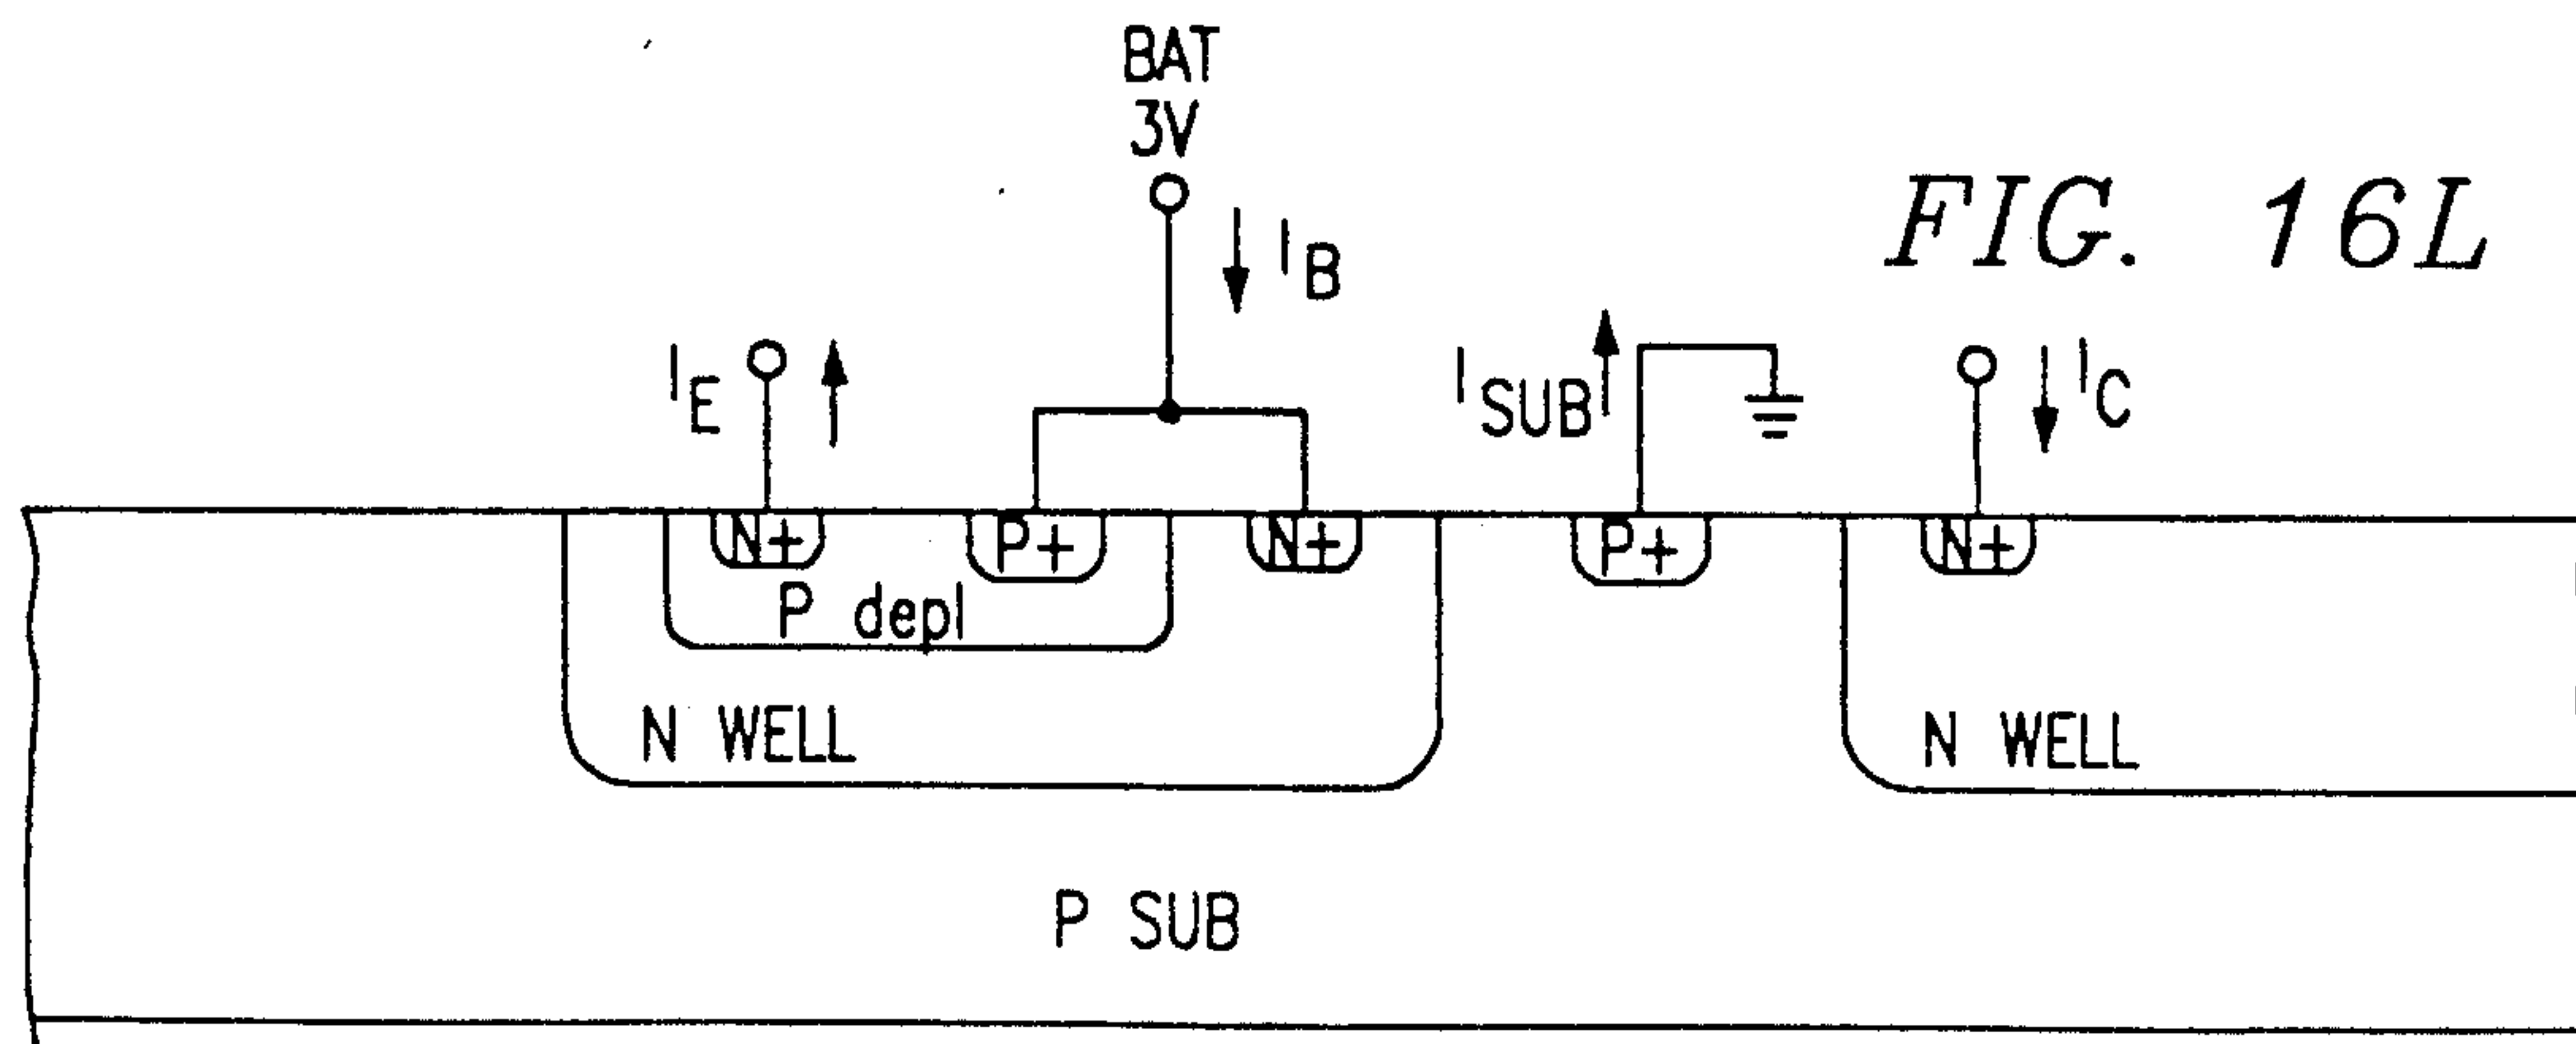 BAT
3V
FIG. 16L
I_B
I_E
I_SUB
I_C
N+
P+
N+
P+
N+
P depl
N WELL
N WELL
P SUB